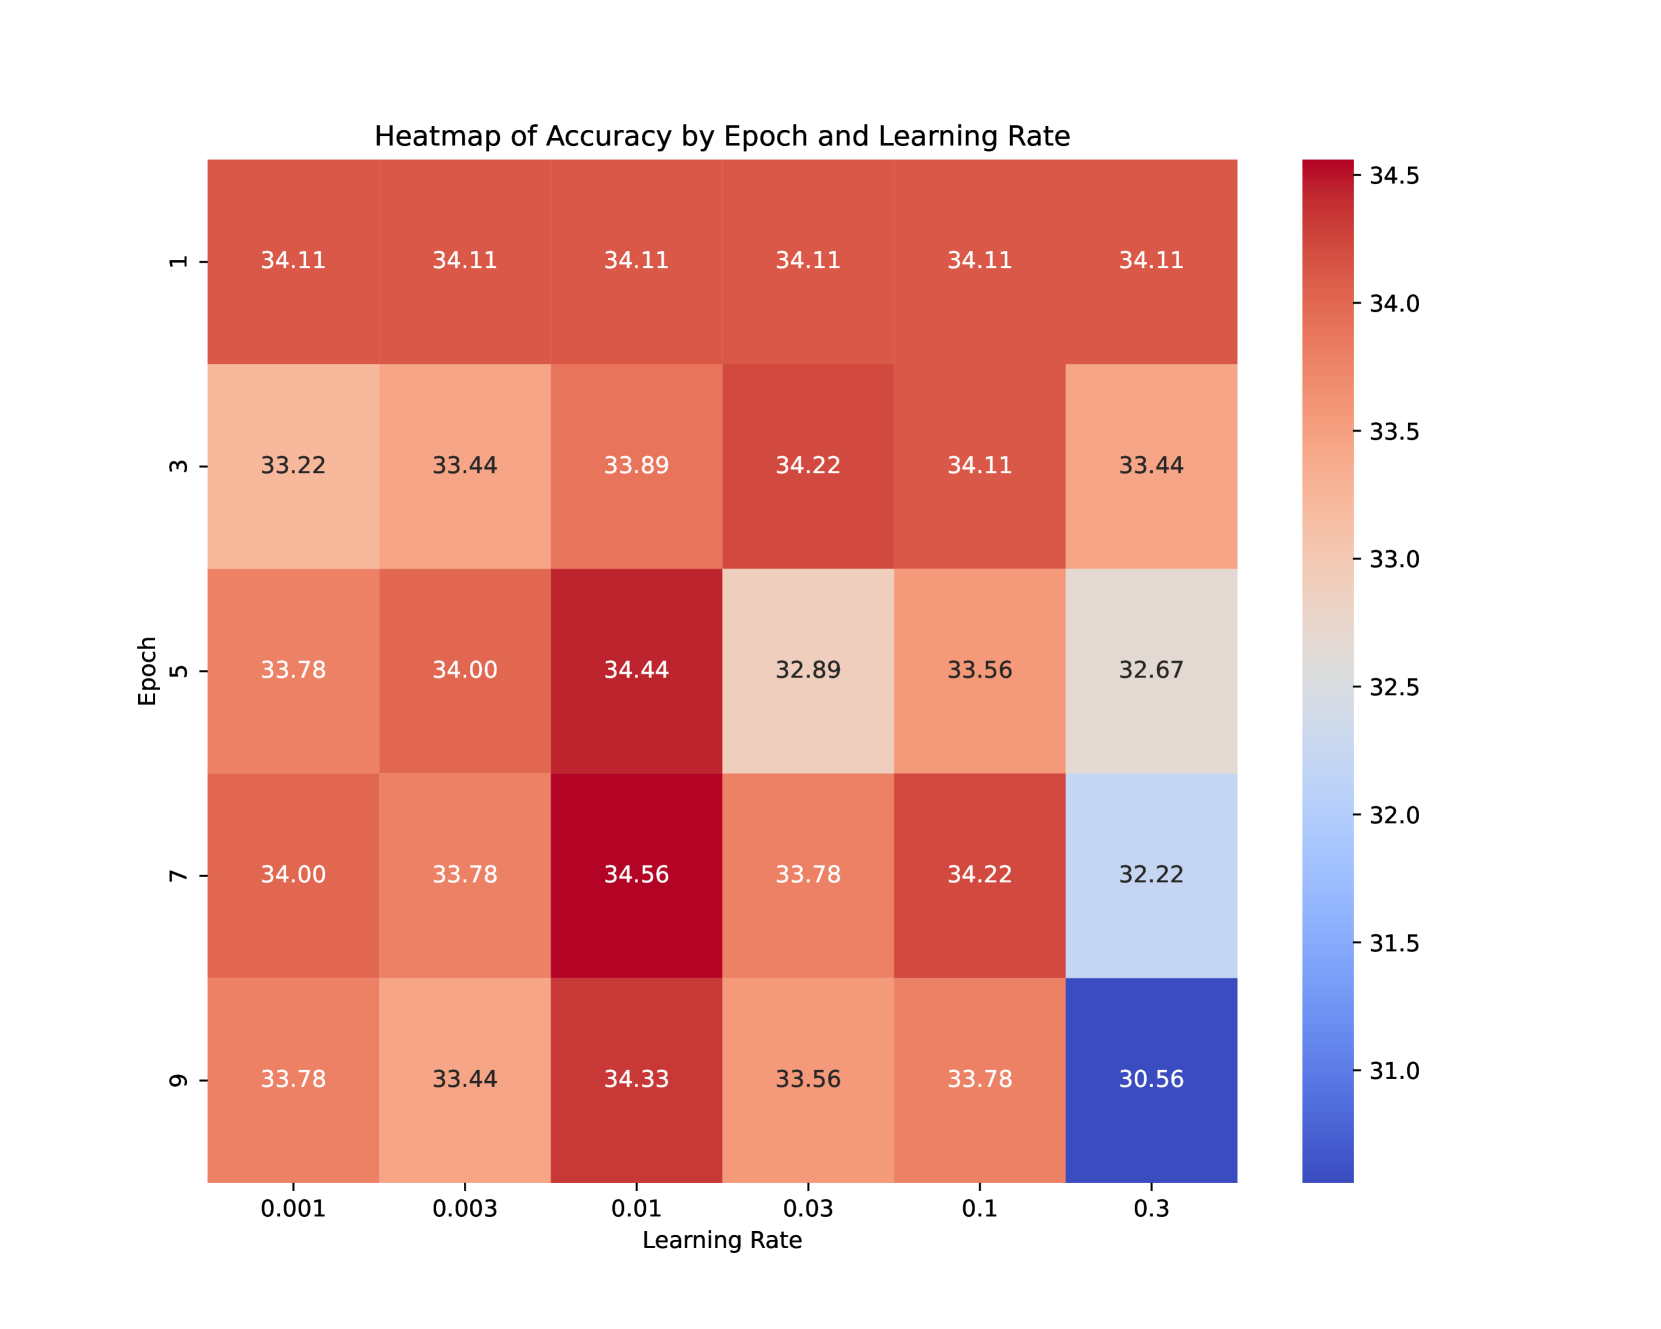 Heatmap of Accuracy by Epoch and Learning Rate
34.11 34.11 34.11 34.11 34.11 34.11
33.22 33.44 33.89 34.22 34.11 33.44
33.78 34.00 34.44 32.89 33.56 32.67
34.00 33.78 34.56 33.78 34.22 32.22
33.78 33.44 34.33 33.56 33.78 30.56
1
3
5
7
9
Epoch
0.001 0.003 0.01 0.03 0.1 0.3
Learning Rate
34.5
34.0
33.5
33.0
32.5
32.0
31.5
31.0